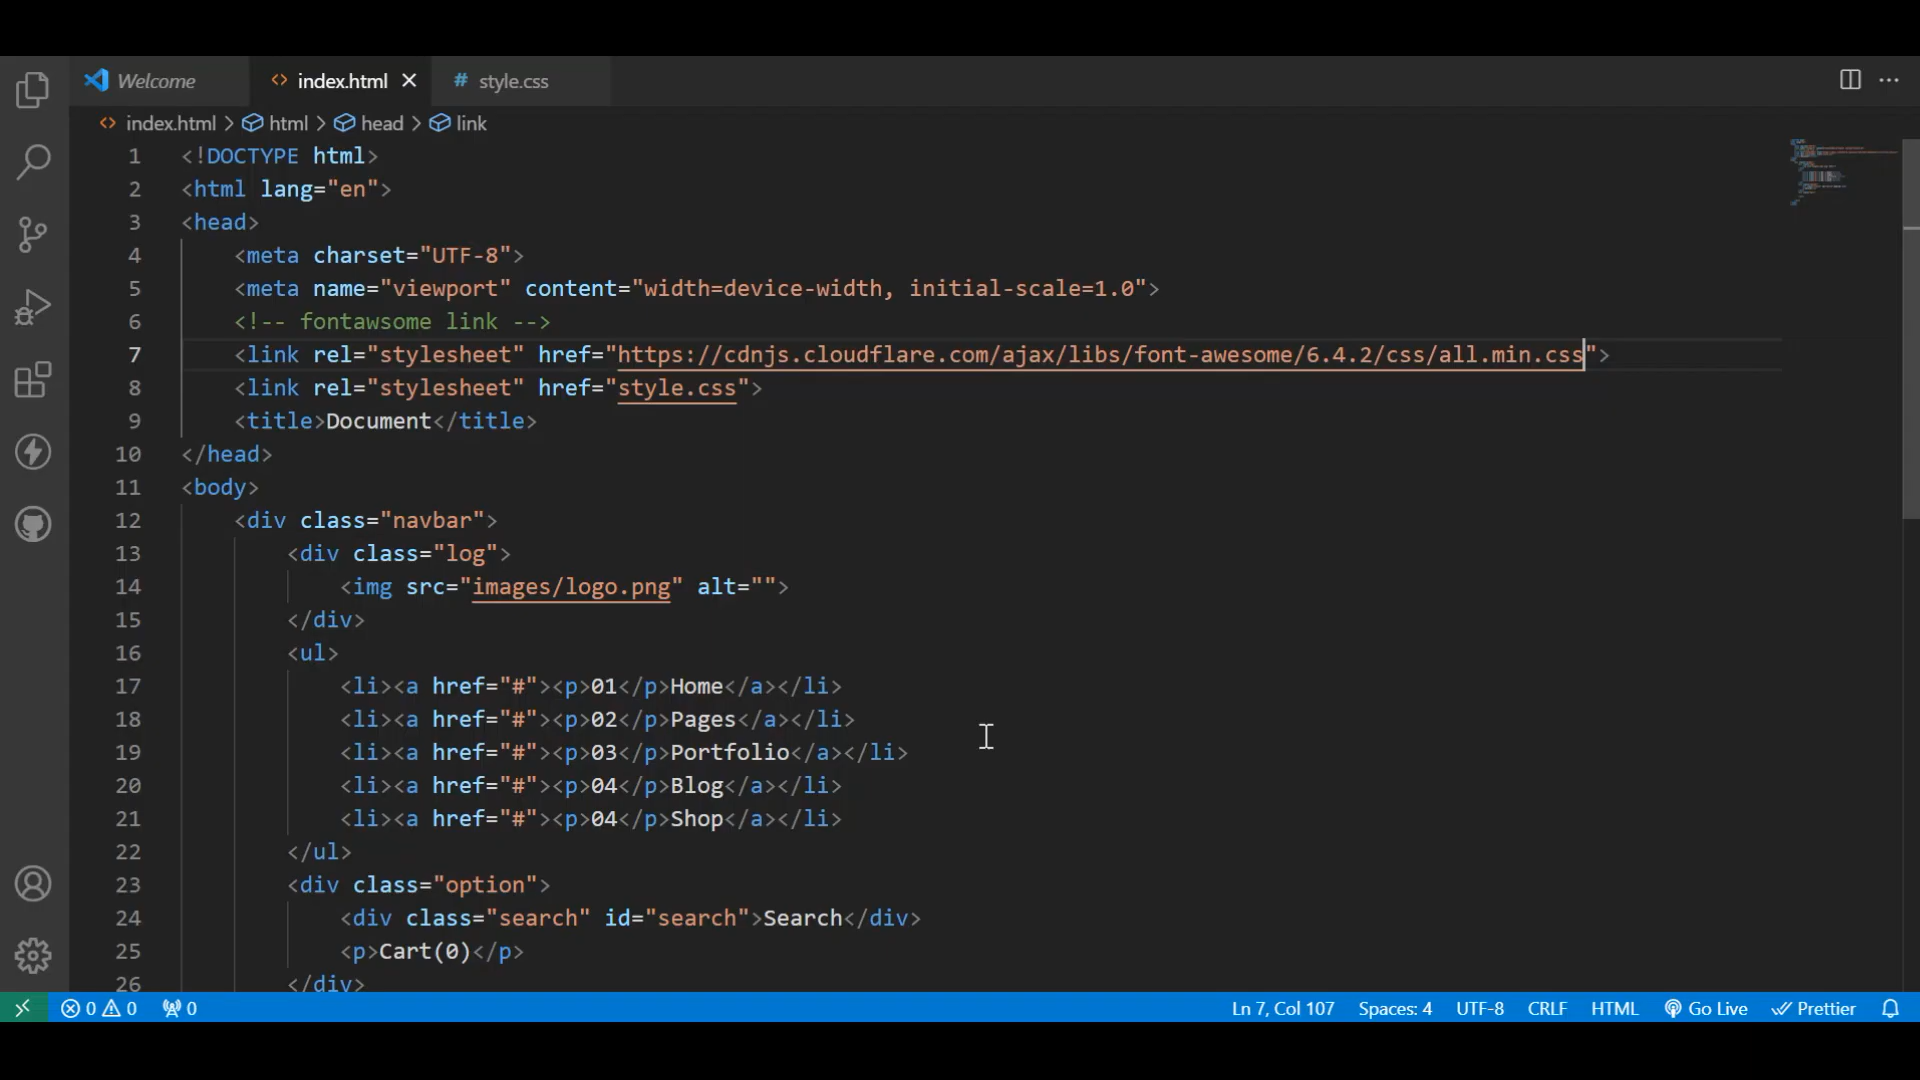 Welcome index.html style.css
index.html > html > head > link
1 <!DOCTYPE html>
2 <html lang="en">
3 <head>
4 <meta charset="UTF-8">
5 <meta name="viewport" content="width=device-width, initial-scale=1.0">
6 <!-- fontawsome link -->
7 <link rel="stylesheet" href="https://cdnjs.cloudflare.com/ajax/libs/font-awesome/6.4.2/css/all.min.css">
8 <link rel="stylesheet" href="style.css">
9 <title>Document</title>
10 </head>
11 <body>
12 <div class="navbar">
13 <div class="log">
14 <img src="images/logo.png" alt="">
15 </div>
16 <ul>
17 <li><a href="#"><p>01</p>Home</a></li>
18 <li><a href="#"><p>02</p>Pages</a></li>
19 <li><a href="#"><p>03</p>Portfolio</a></li>
20 <li><a href="#"><p>04</p>Blog</a></li>
21 <li><a href="#"><p>04</p>Shop</a></li>
22 </ul>
23 <div class="option">
24 <div class="search" id="search">Search</div>
25 <p>Cart(0)</p>
26 </div>
0 0 0 Ln 7, Col 107 Spaces: 4 UTF-8 CRLF HTML Go Live Prettier